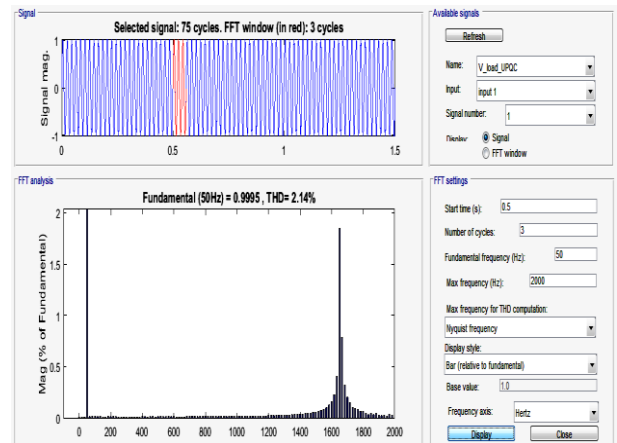 Signal
Selected signal: 75 cycles. FFT window (in red): 3 cycles
Signal mag.
1
0
-1
0
0.5
1
1.5
FFT analysis
Fundamental (50Hz) = 0.9995 , THD= 2.14%
Mag (% of Fundamental)
2
1.5
1
0.5
0
0 200 400 600 800 1000 1200 1400 1600 1800 2000
Available signals
Refresh
Name: V_load_UPQC
Input: input 1
Signal number: 1
Display: Signal
FFT window
FFT settings
Start time (s): 0.5
Number of cycles: 3
Fundamental frequency (Hz): 50
Max frequency (Hz): 2000
Max frequency for THD computation:
Nyquist frequency
Display style:
Bar (relative to fundamental)
Base value: 1.0
Frequency axis: Hertz
Display Close